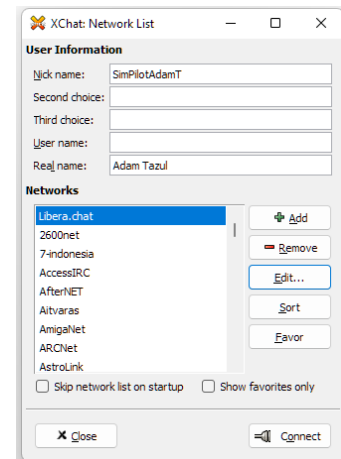 XChat: Network List
User Information
Nick name: SimPilotAdamT
Second choice:
Third choice:
User name:
Real name: Adam Tazul
Networks
Libera.chat
2600net
7-indonesia
AccessIRC
AfterNET
Aitvaras
AmigaNet
ARCNet
AstroLink
Add
Remove
Edit...
Sort
Favor
Skip network list on startup Show favorites only
Close Connect